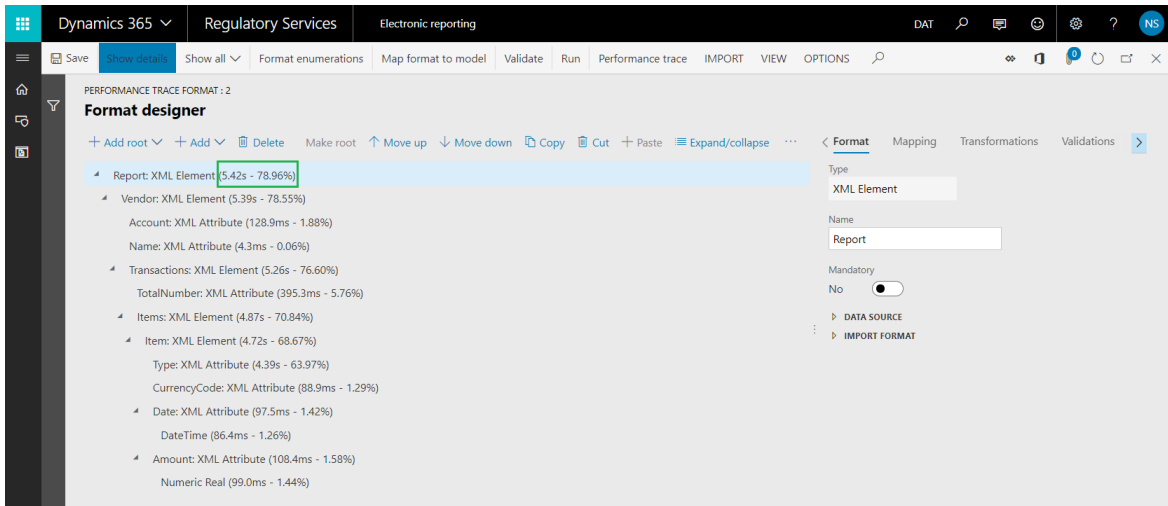 Dynamics 365 Regulatory Services Electronic reporting DAT ? NS
Save Show details Show all Format enumerations Map format to model Validate Run Performance trace IMPORT VIEW OPTIONS 0
PERFORMANCE TRACE FORMAT : 2
Format designer
Add root Add Delete Make root Move up Move down Copy Cut Paste Expand/collapse ... Format Mapping Transformations Validations
Report: XML Element (5.42s - 78.96%)
Vendor: XML Element (5.39s - 78.55%)
Account: XML Attribute (128.9ms - 1.88%)
Name: XML Attribute (4.3ms - 0.06%)
Transactions: XML Element (5.26s - 76.60%)
TotalNumber: XML Attribute (395.3ms - 5.76%)
Items: XML Element (4.87s - 70.84%)
Item: XML Element (4.72s - 68.67%)
Type: XML Attribute (4.39s - 63.97%)
CurrencyCode: XML Attribute (88.9ms - 1.29%)
Date: XML Attribute (97.5ms - 1.42%)
DateTime (86.4ms - 1.26%)
Amount: XML Attribute (108.4ms - 1.58%)
Numeric Real (99.0ms - 1.44%)
Type
XML Element
Name
Report
Mandatory
No
DATA SOURCE
IMPORT FORMAT